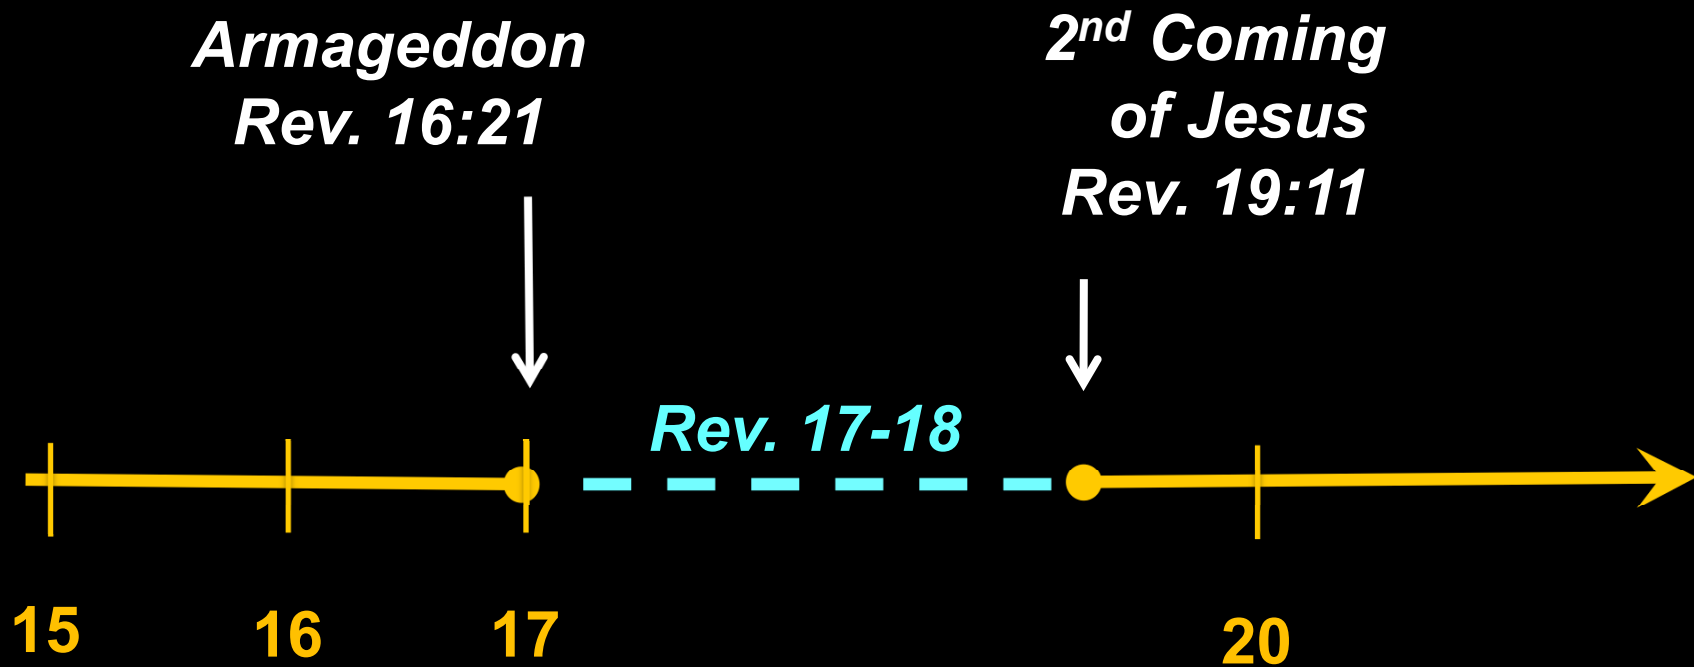 Armageddon
Rev. 16:21
2nd Coming
of Jesus
Rev. 19:11
Rev. 17-18
15
16
17
20